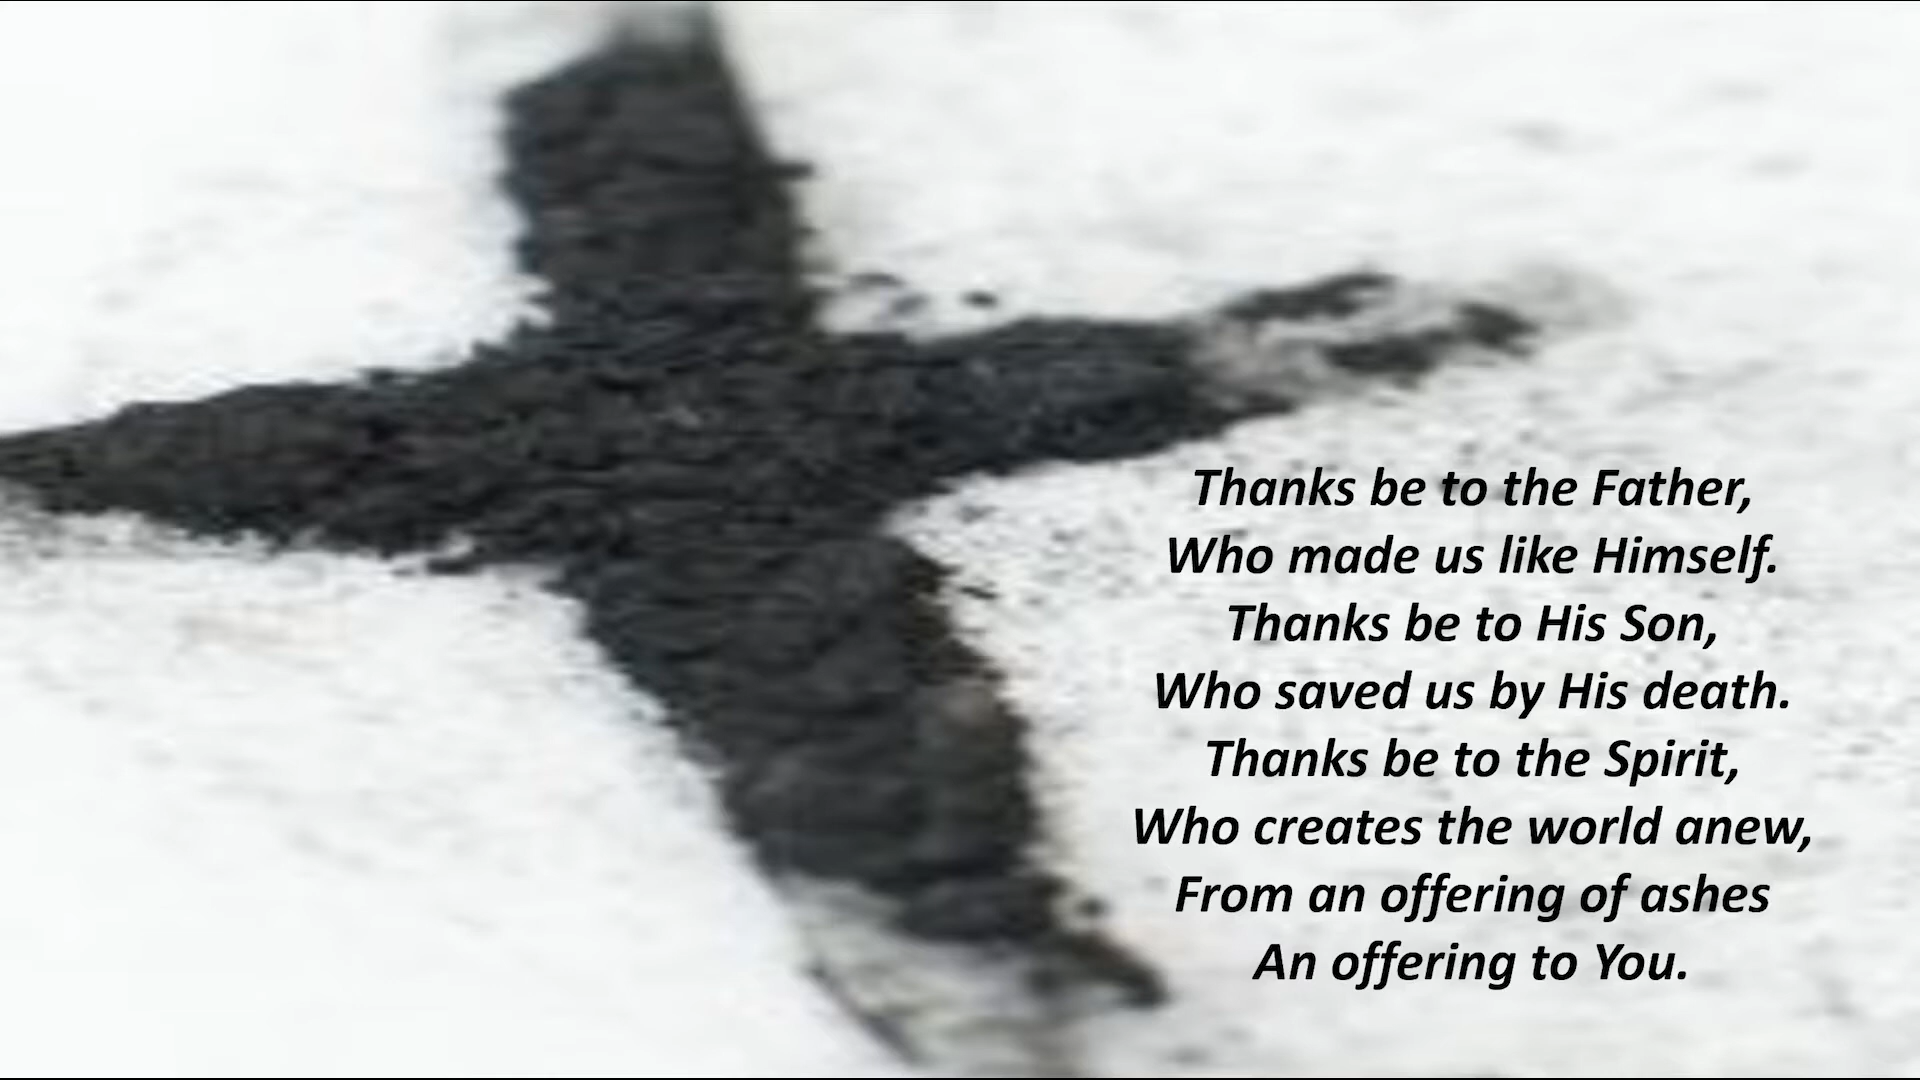 Thanks be to the Father,
Who made us like Himself.
Thanks be to His Son,
Who saved us by His death.
Thanks be to the Spirit,
Who creates the world anew,
From an offering of ashes
An offering to You.